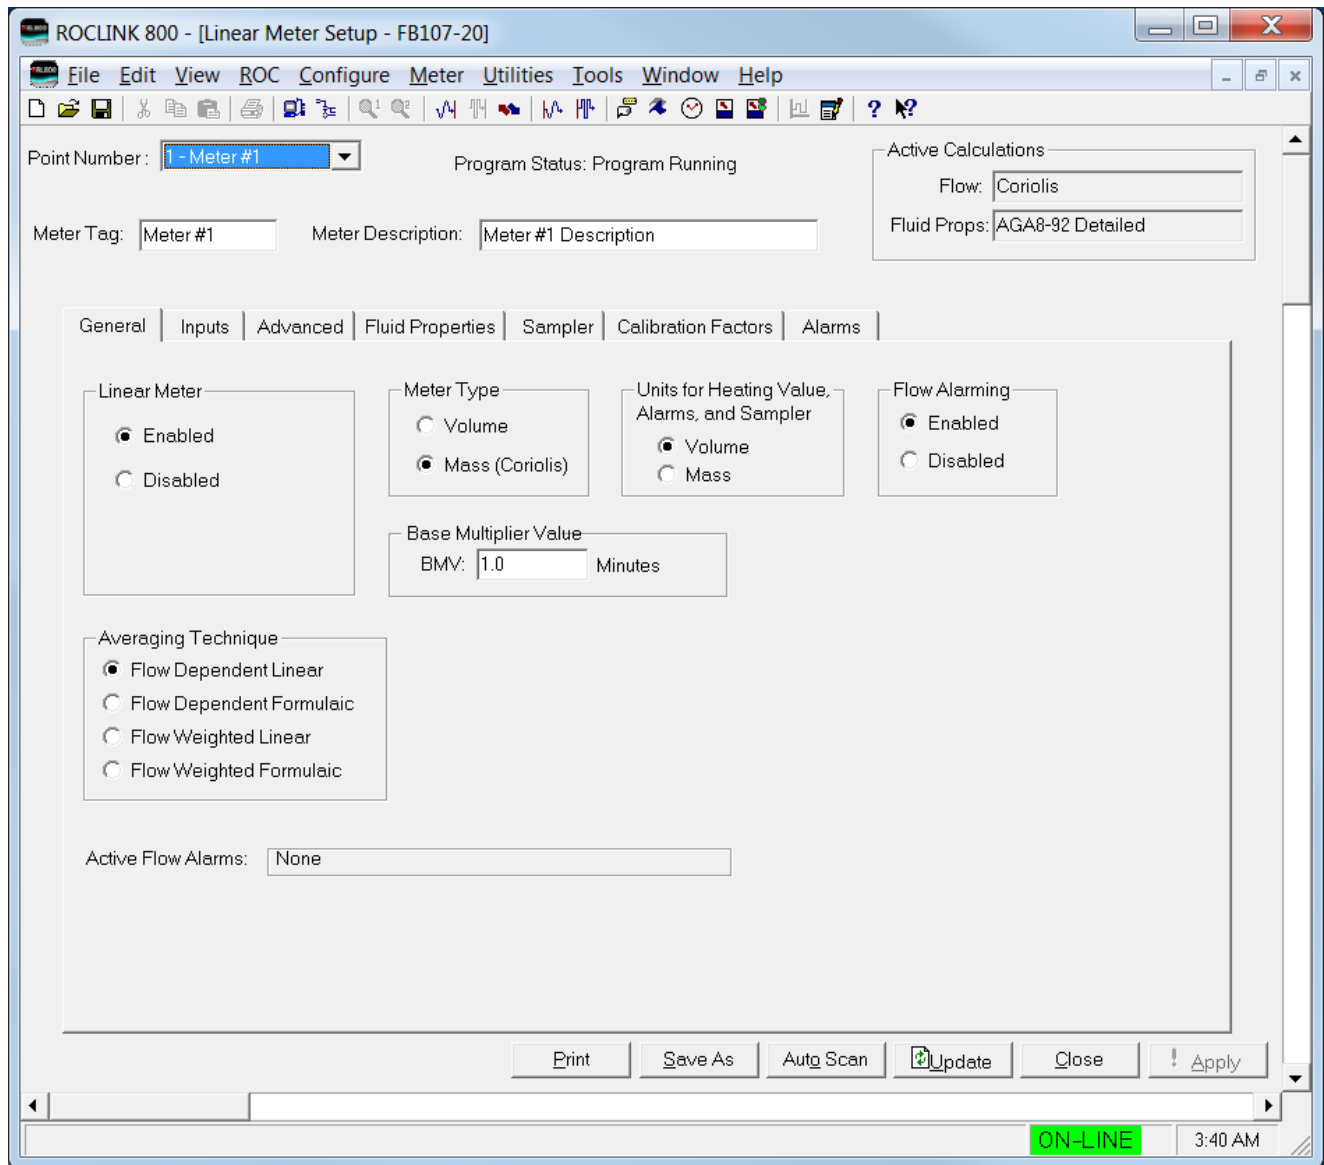 ROCLINK 800 - [Linear Meter Setup - FB107-20]
File Edit View ROC Configure Meter Utilities Tools Window Help
Point Number : 1 - Meter #1
Program Status: Program Running
Active Calculations
Flow: Coriolis
Fluid Props: AGA8-92 Detailed
Meter Tag: Meter #1 Meter Description: Meter #1 Description
General Inputs Advanced Fluid Properties Sampler Calibration Factors Alarms
Linear Meter
Enabled
Disabled
Meter Type
Volume
Mass (Coriolis)
Units for Heating Value,
Alarms, and Sampler
Volume
Mass
Flow Alarming
Enabled
Disabled
Base Multiplier Value
BMV: 1.0 Minutes
Averaging Technique
Flow Dependent Linear
Flow Dependent Formulaic
Flow Weighted Linear
Flow Weighted Formulaic
Active Flow Alarms: None
Print Save As Auto Scan Update Close ! Apply
ON-LINE 3:40 AM